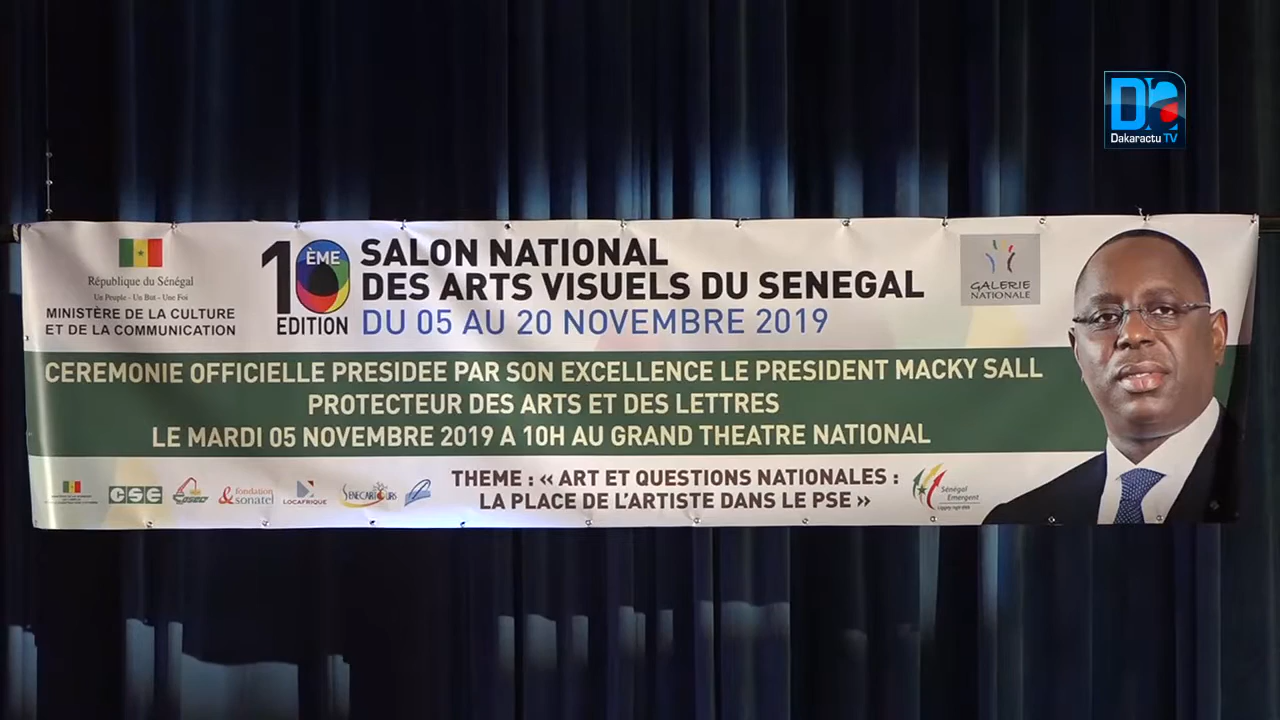 Dakaractu TV
République du Sénégal
Un Peuple - Un But - Une Foi
MINISTÈRE DE LA CULTURE
ET DE LA COMMUNICATION
10ÈME
EDITION
SALON NATIONAL
DES ARTS VISUELS DU SENEGAL
DU 05 AU 20 NOVEMBRE 2019
GALERIE
NATIONALE
CEREMONIE OFFICIELLE PRESIDEE PAR SON EXCELLENCE LE PRESIDENT MACKY SALL
PROTECTEUR DES ARTS ET DES LETTRES
LE MARDI 05 NOVEMBRE 2019 A 10H AU GRAND THEATRE NATIONAL
CSE
fondation
& sonatel
LOCAFRIQUE
SENECARTOURS
THEME : « ART ET QUESTIONS NATIONALES :
LA PLACE DE L'ARTISTE DANS LE PSE »
Sénégal
Emergent